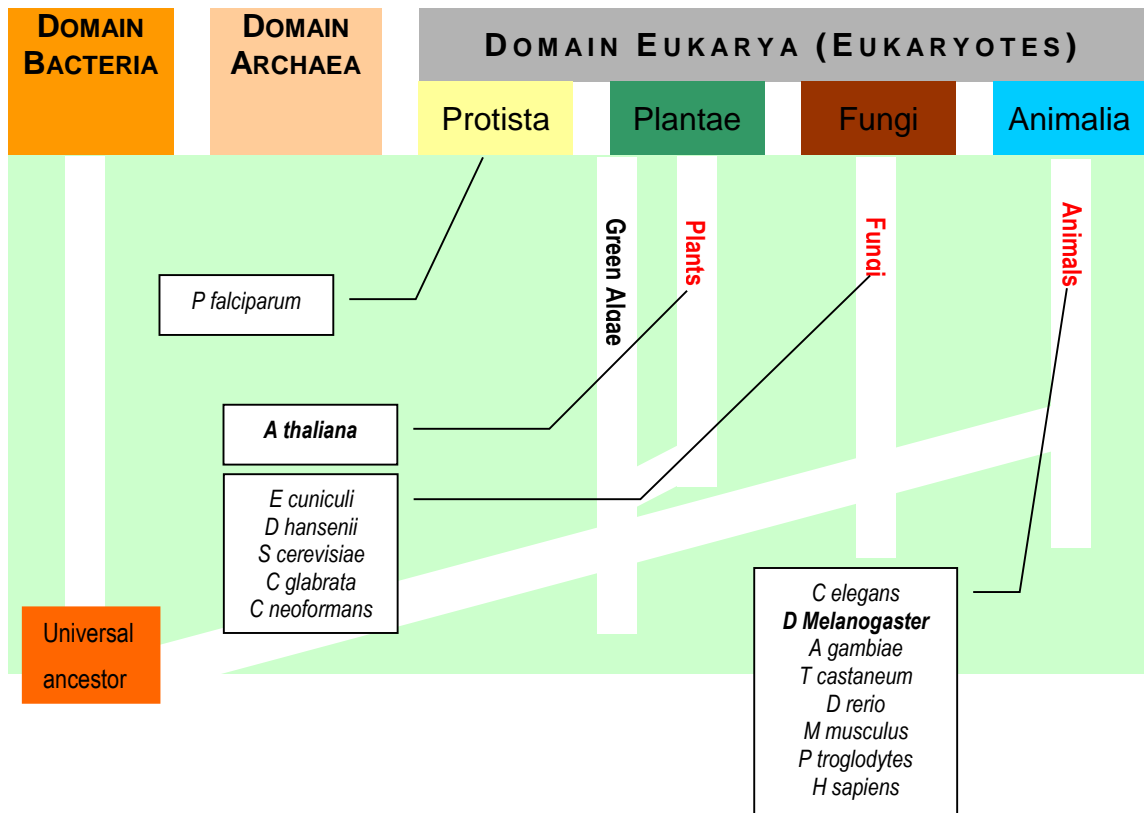 DOMAIN
BACTERIA
DOMAIN
ARCHAEA
DOMAIN EUKARYA (EUKARYOTES)
Protista
Plantae
Fungi
Animalia
Green Algae
Plants
Fungi
Animals
P falciparum
A thaliana
E cuniculi
D hansenii
S cerevisiae
C glabrata
C neoformans
Universal
ancestor
C elegans
D Melanogaster
A gambiae
T castaneum
D rerio
M musculus
P troglodytes
H sapiens